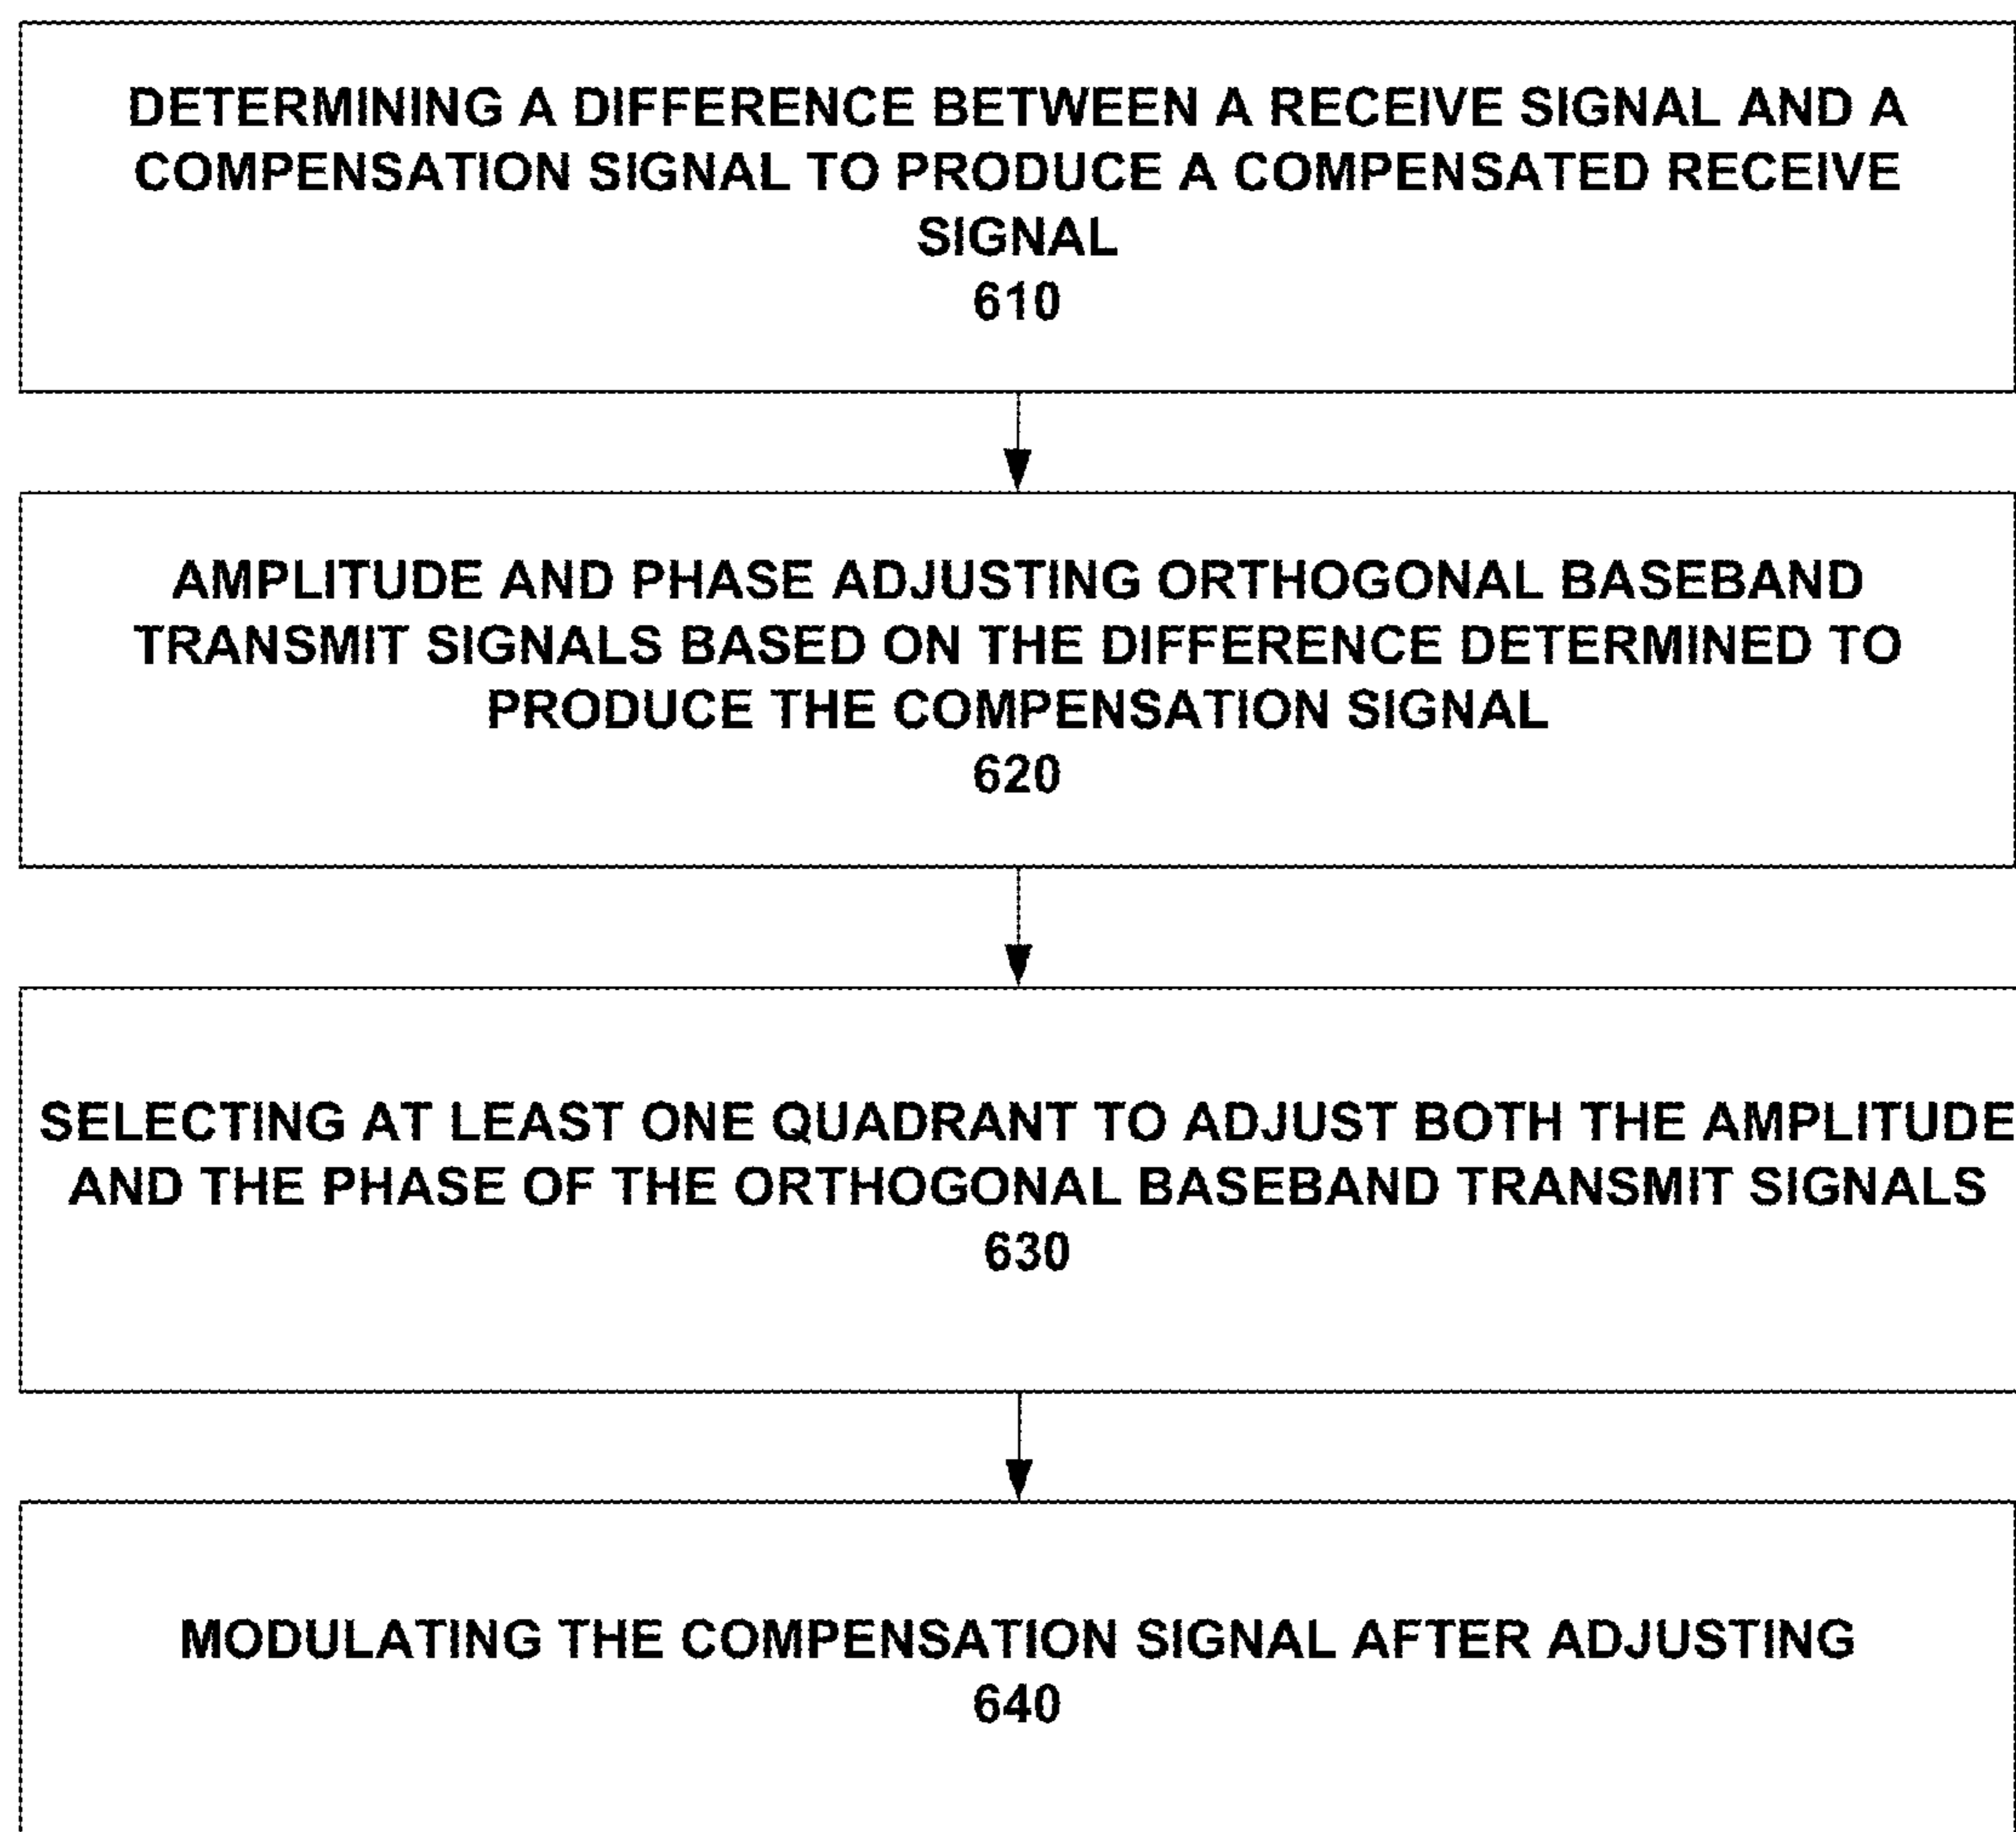 DETERMINING A DIFFERENCE BETWEEN A RECEIVE SIGNAL AND A
COMPENSATION SIGNAL TO PRODUCE A COMPENSATED RECEIVE
SIGNAL
610
AMPLITUDE AND PHASE ADJUSTING ORTHOGONAL BASEBAND
TRANSMIT SIGNALS BASED ON THE DIFFERENCE DETERMINED TO
PRODUCE THE COMPENSATION SIGNAL
620
SELECTING AT LEAST ONE QUADRANT TO ADJUST BOTH THE AMPLITUDE
AND THE PHASE OF THE ORTHOGONAL BASEBAND TRANSMIT SIGNALS
630
MODULATING THE COMPENSATION SIGNAL AFTER ADJUSTING
640